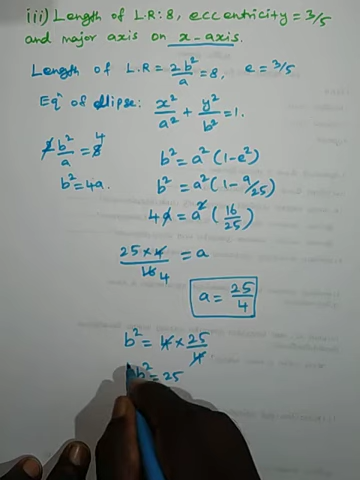 iii) Length of L.R: 8, eccentricity = 3/5
and major axis on x-axis.
Length of L.R = 2b²/a = 8, e = 3/5
Eqⁿ of ellipse: x²/a² + y²/b² = 1.
2b²/a = 8 4 b² = a² (1-e²)
b² = 4a. b² = a² (1 - 9/25)
4a = a² (16/25)
25 × 4/16 4 = a
a = 25/4
b² = 4 × 25/4
b² = 25